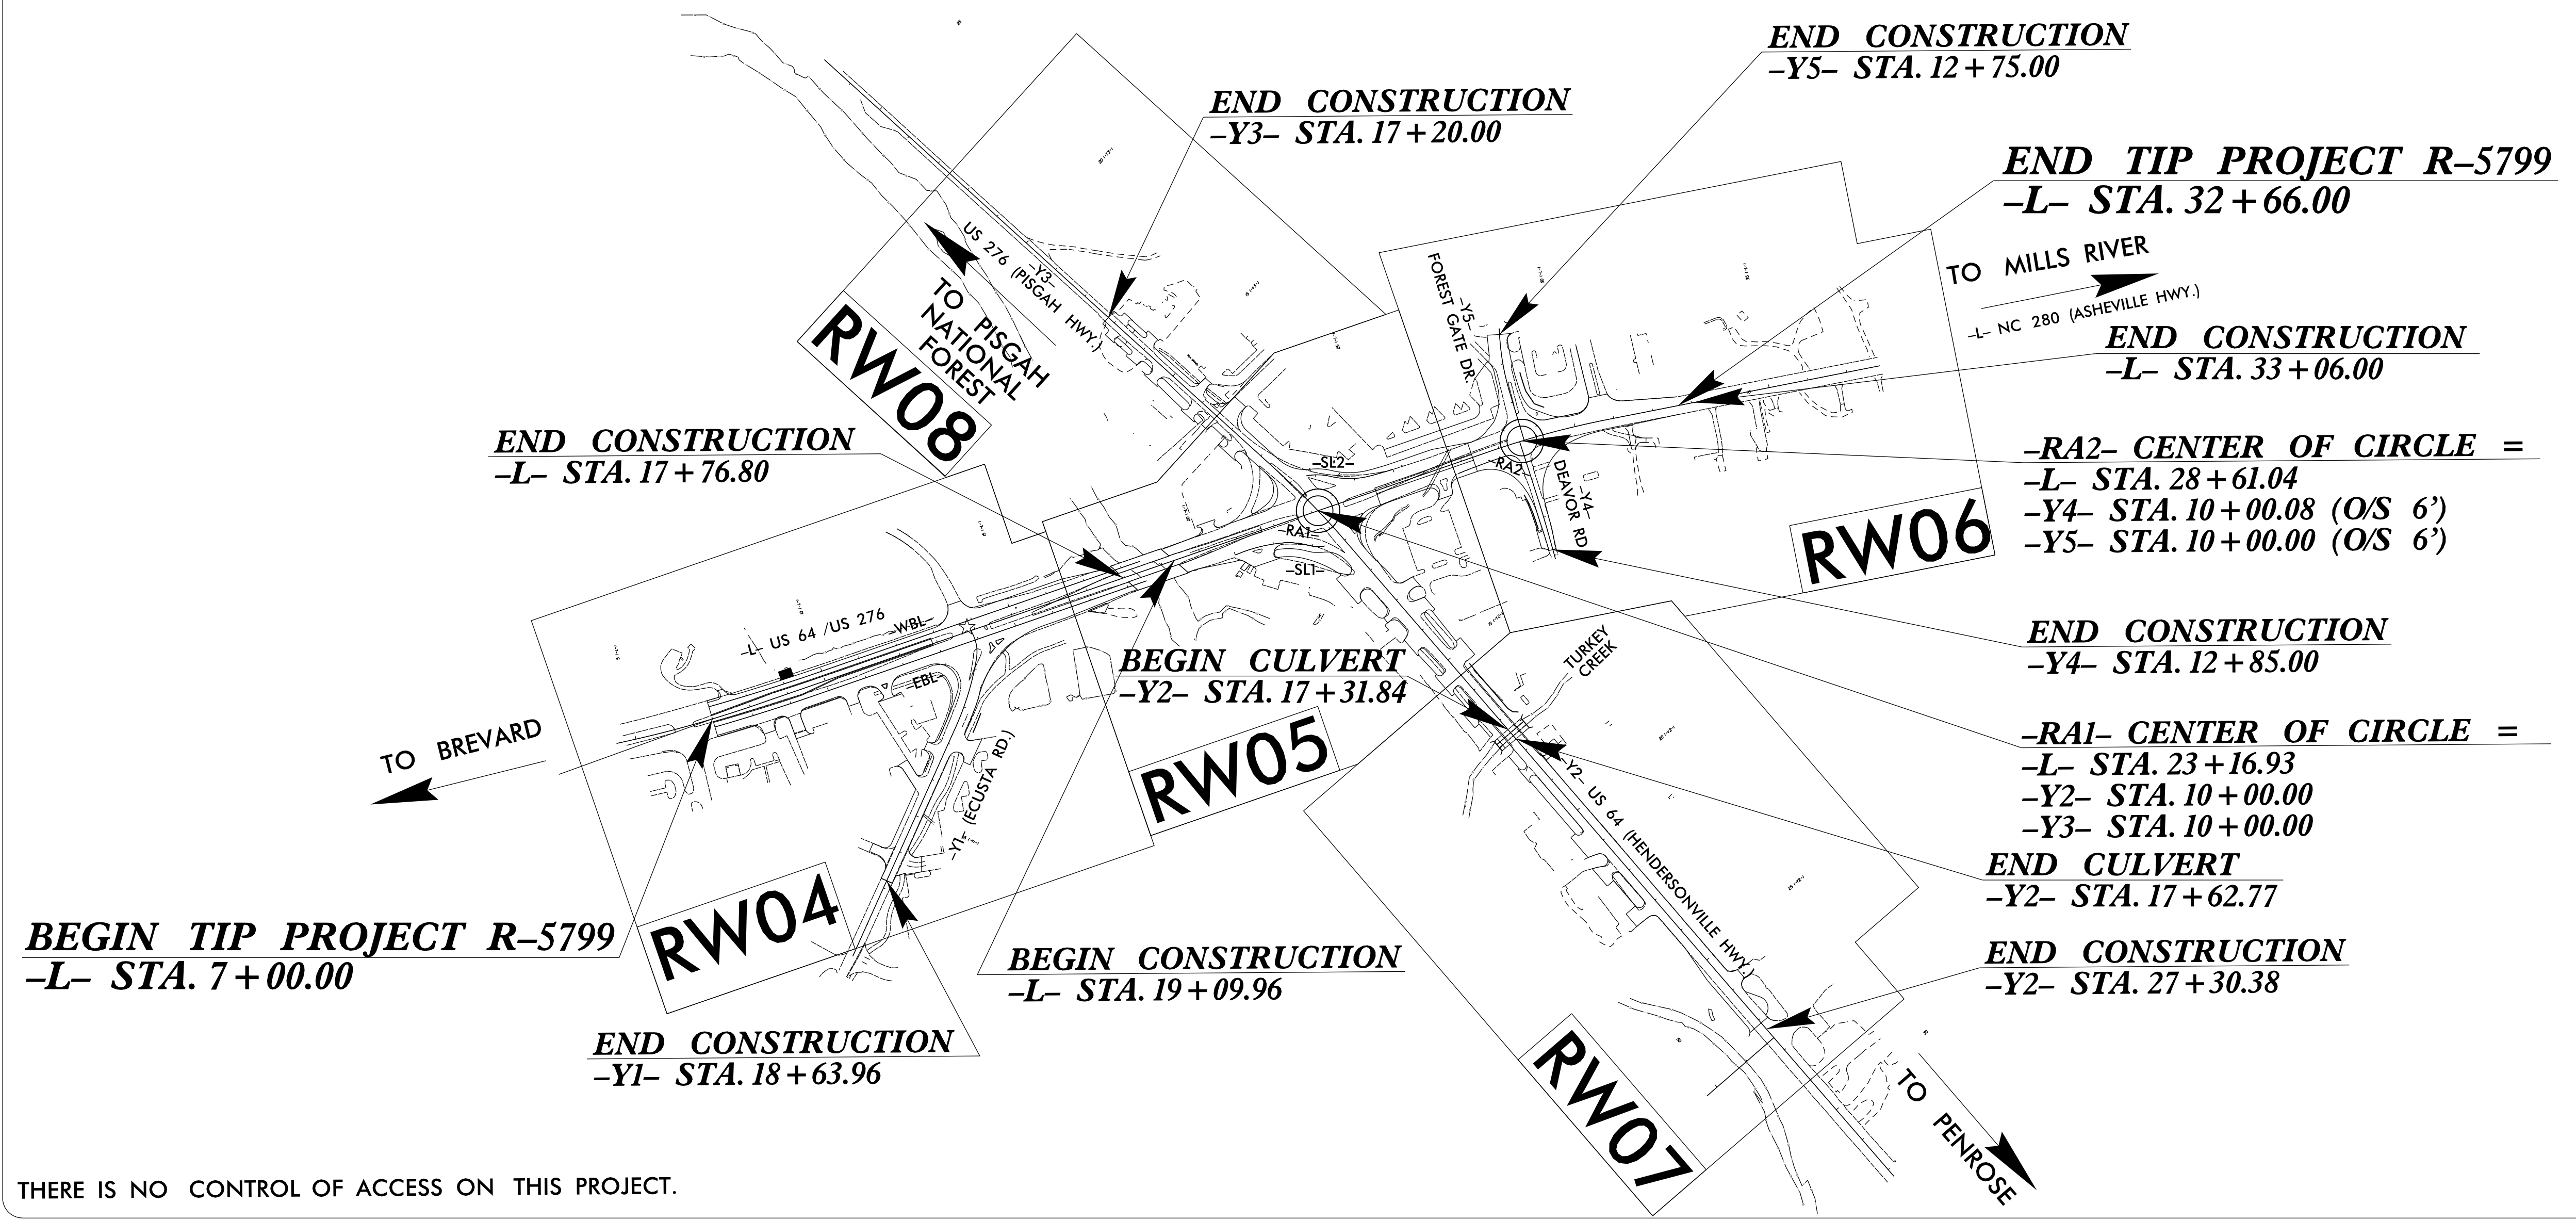 END CONSTRUCTION
–Y5– STA. 12+75.00
END CONSTRUCTION
–Y3– STA. 17+20.00
END TIP PROJECT R–5799
–L– STA. 32+66.00
TO MILLS RIVER
–L– NC 280 (ASHEVILLE HWY.)
END CONSTRUCTION
–L– STA. 33+06.00
US 276 (PISGAH HWY.)
–Y3–
TO PISGAH
NATIONAL
FOREST
RW08
FOREST GATE DR.
–Y5–
END CONSTRUCTION
–L– STA. 17+76.80
–SL2–
–RA2–
–Y4–
DEAVOR RD
–RA2– CENTER OF CIRCLE =
–L– STA. 28+61.04
–Y4– STA. 10+00.08 (O/S 6')
–Y5– STA. 10+00.00 (O/S 6')
RW06
–RA1–
–SL1–
–L– US 64 /US 276
–WBL–
–EBL–
BEGIN CULVERT
–Y2– STA. 17+31.84
TURKEY
CREEK
END CONSTRUCTION
–Y4– STA. 12+85.00
TO BREVARD
RW05
–Y1– (ECUSTA RD.)
–Y2– US 64 (HENDERSONVILLE HWY.)
–RA1– CENTER OF CIRCLE =
–L– STA. 23+16.93
–Y2– STA. 10+00.00
–Y3– STA. 10+00.00
END CULVERT
–Y2– STA. 17+62.77
BEGIN TIP PROJECT R–5799
–L– STA. 7+00.00
RW04
BEGIN CONSTRUCTION
–L– STA. 19+09.96
END CONSTRUCTION
–Y2– STA. 27+30.38
END CONSTRUCTION
–Y1– STA. 18+63.96
RW07
TO PENROSE
THERE IS NO CONTROL OF ACCESS ON THIS PROJECT.